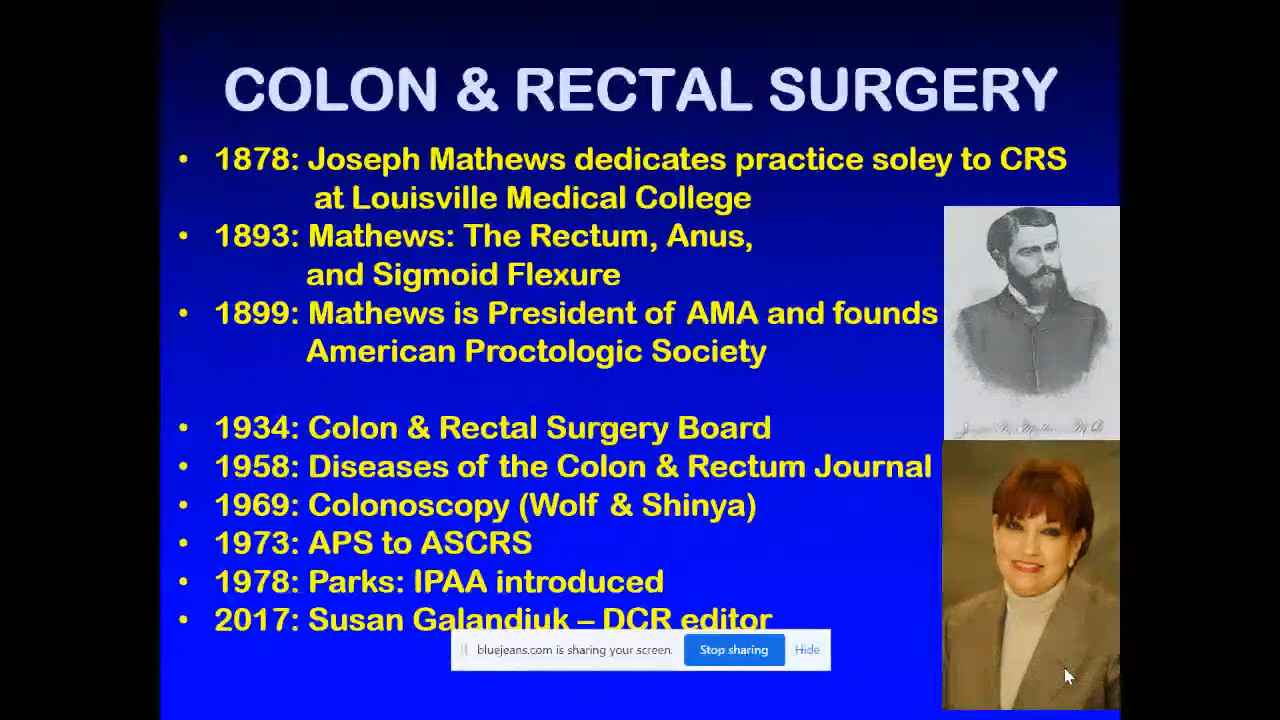 COLON & RECTAL SURGERY
• 1878: Joseph Mathews dedicates practice soley to CRS
at Louisville Medical College
• 1893: Mathews: The Rectum, Anus,
and Sigmoid Flexure
• 1899: Mathews is President of AMA and founds
American Proctologic Society
• 1934: Colon & Rectal Surgery Board
• 1958: Diseases of the Colon & Rectum Journal
• 1969: Colonoscopy (Wolf & Shinya)
• 1973: APS to ASCRS
• 1978: Parks: IPAA introduced
• 2017: Susan Galandiuk – DCR editor
bluejeans.com is sharing your screen. Stop sharing Hide